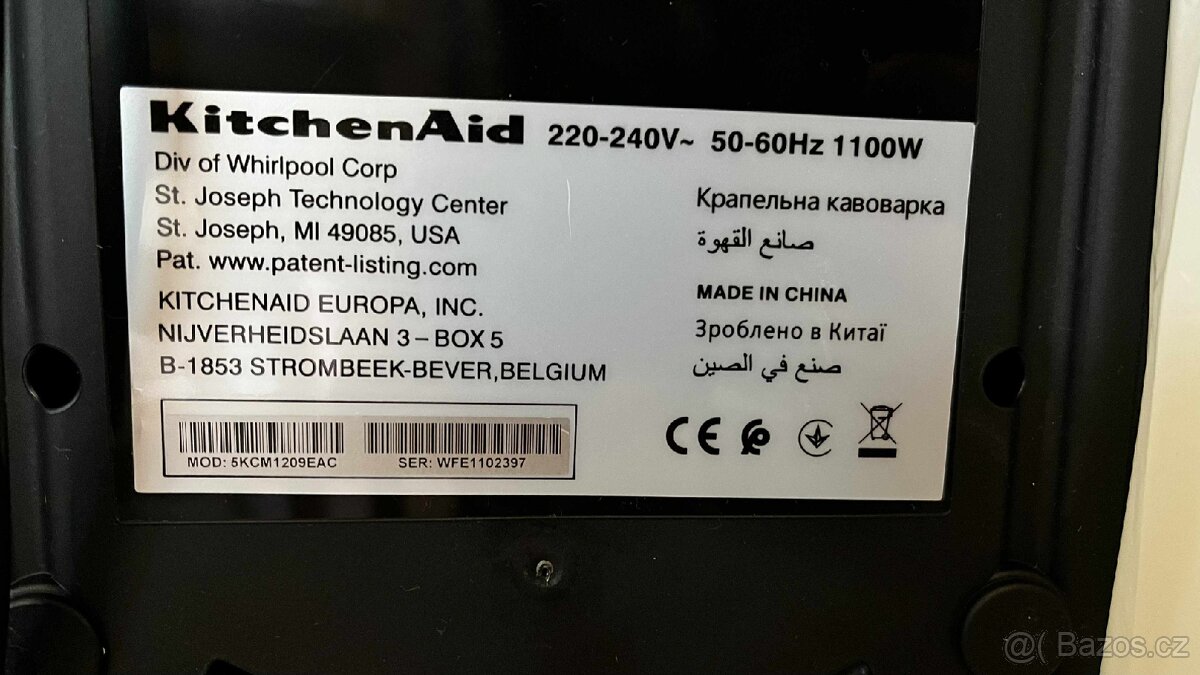 KitchenAid 220-240V~ 50-60Hz 1100W
Div of Whirlpool Corp
St. Joseph Technology Center
St. Joseph, MI 49085, USA
Pat. www.patent-listing.com
KITCHENAID EUROPA, INC.
NIJVERHEIDSLAAN 3 – BOX 5
B-1853 STROMBEEK-BEVER,BELGIUM
MOD: 5KCM1209EAC SER: WFE1102397
Крапельна кавоварка
صانع القهوة
MADE IN CHINA
Зроблено в Китаї
صنع في الصين
CE
@( Bazos.cz